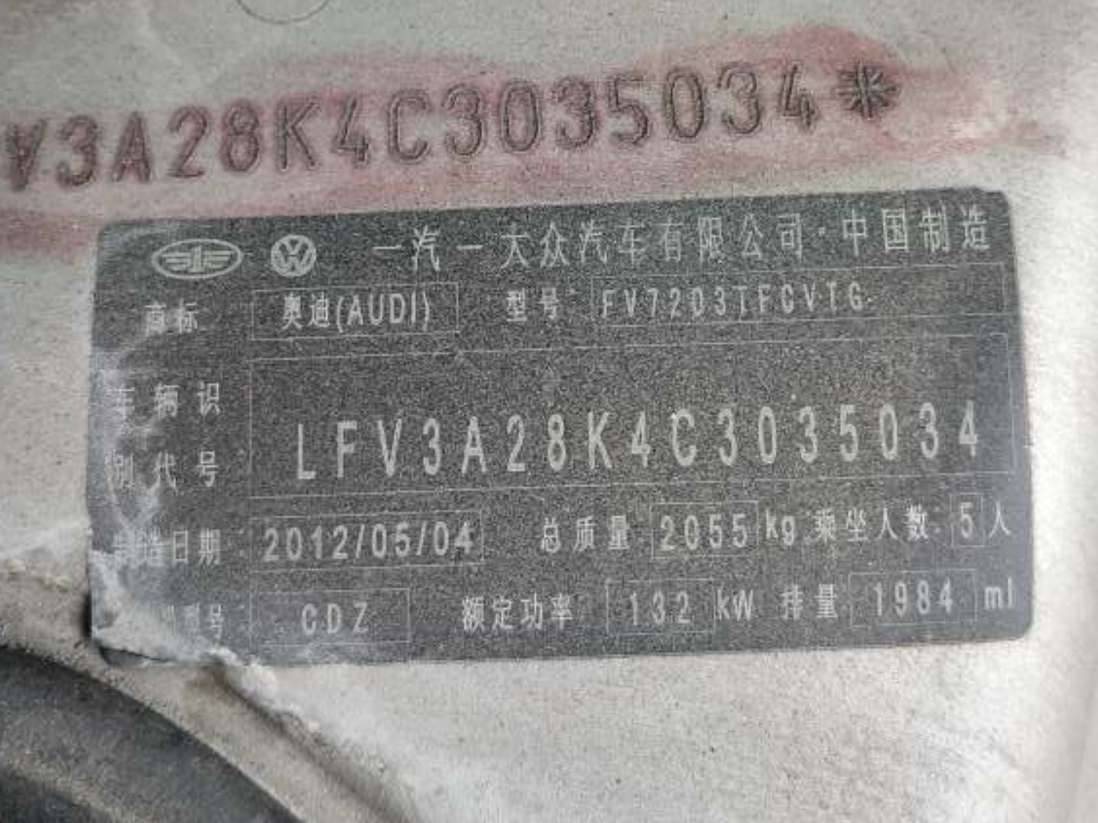 V3A28K4C3035034*
一汽一大众汽车有限公司·中国制造
商标 奥迪(AUDI) 型号 FV7203TFCVTG
车辆识
别代号 LFV3A28K4C3035034
制造日期 2012/05/04 总质量 2055 kg 乘坐人数 5 人
型号 CDZ 额定功率 132 kW 排量 1984 ml